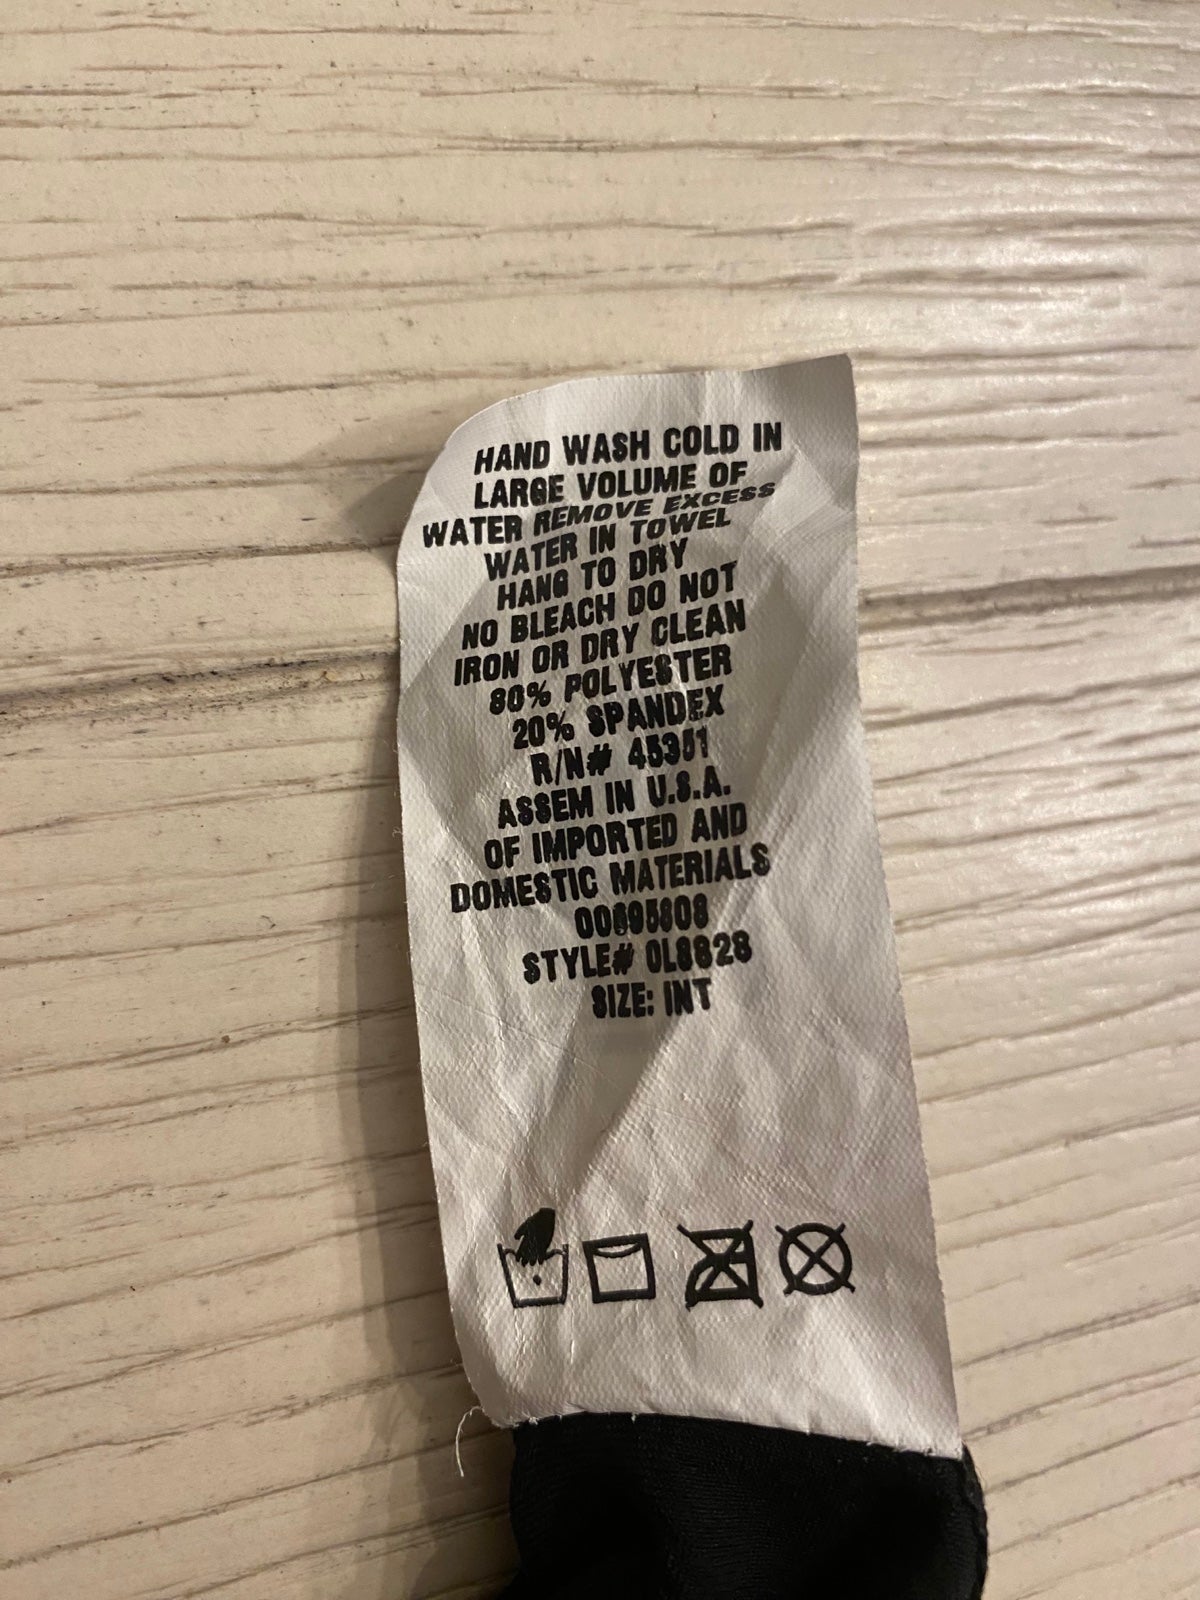 HAND WASH COLD IN
LARGE VOLUME OF
WATER REMOVE EXCESS
WATER IN TOWEL
HANG TO DRY
NO BLEACH DO NOT
IRON OR DRY CLEAN
80% POLYESTER
20% SPANDEX
R/N# 45351
ASSEM IN U.S.A.
OF IMPORTED AND
DOMESTIC MATERIALS
00695808
STYLE# 0L8828
SIZE: INT